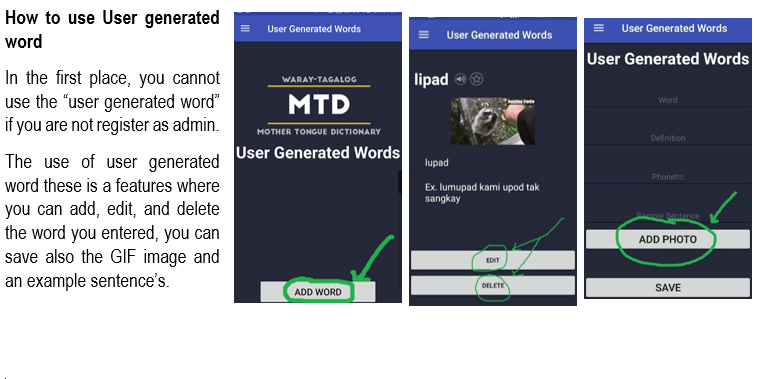 How to use User generated
word
In the first place, you cannot
use the “user generated word”
if you are not register as admin.
The use of user generated
word these is a features where
you can add, edit, and delete
the word you entered, you can
save also the GIF image and
an example sentence’s.
User Generated Words
WARAY-TAGALOG
MTD
MOTHER TONGUE DICTIONARY
User Generated Words
ADD WORD
User Generated Words
lipad
lupad
Ex. lumupad kami upod tak
sangkay
EDIT
DELETE
User Generated Words
User Generated Words
Word
Definition
Phonetic
Sample Sentence
ADD PHOTO
SAVE